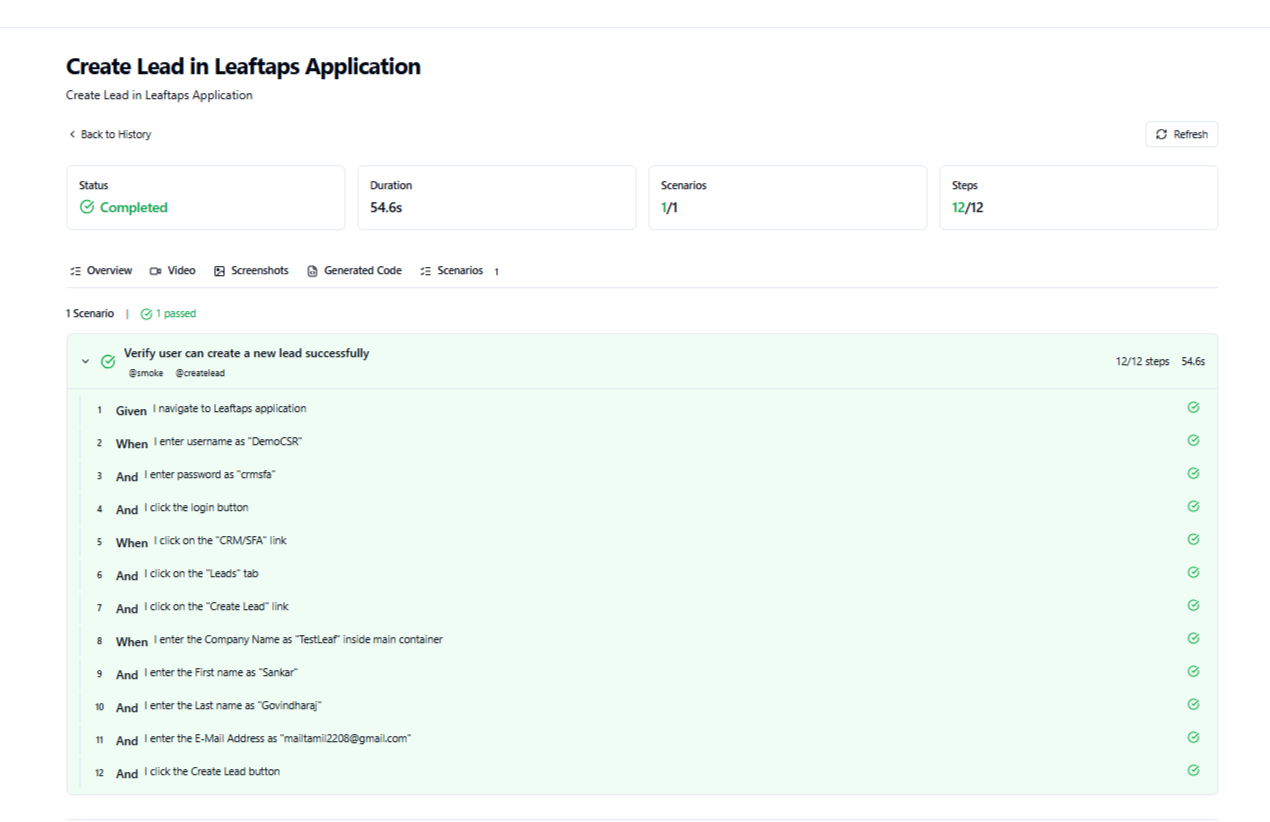 Create Lead in Leaftaps Application
Create Lead in Leaftaps Application
Back to History
Refresh
Status
Completed
Duration
54.6s
Scenarios
1/1
Steps
12/12
Overview Video Screenshots Generated Code Scenarios 1
1 Scenario | 1 passed
Verify user can create a new lead successfully
@smoke @createlead
12/12 steps 54.6s
1 Given I navigate to Leaftaps application
2 When I enter username as "DemoCSR"
3 And I enter password as "crmsfa"
4 And I click the login button
5 When I click on the "CRM/SFA" link
6 And I click on the "Leads" tab
7 And I click on the "Create Lead" link
8 When I enter the Company Name as "TestLeaf" inside main container
9 And I enter the First name as "Sankar"
10 And I enter the Last name as "Govindharaj"
11 And I enter the E-Mail Address as "mailtamil2208@gmail.com"
12 And I click the Create Lead button